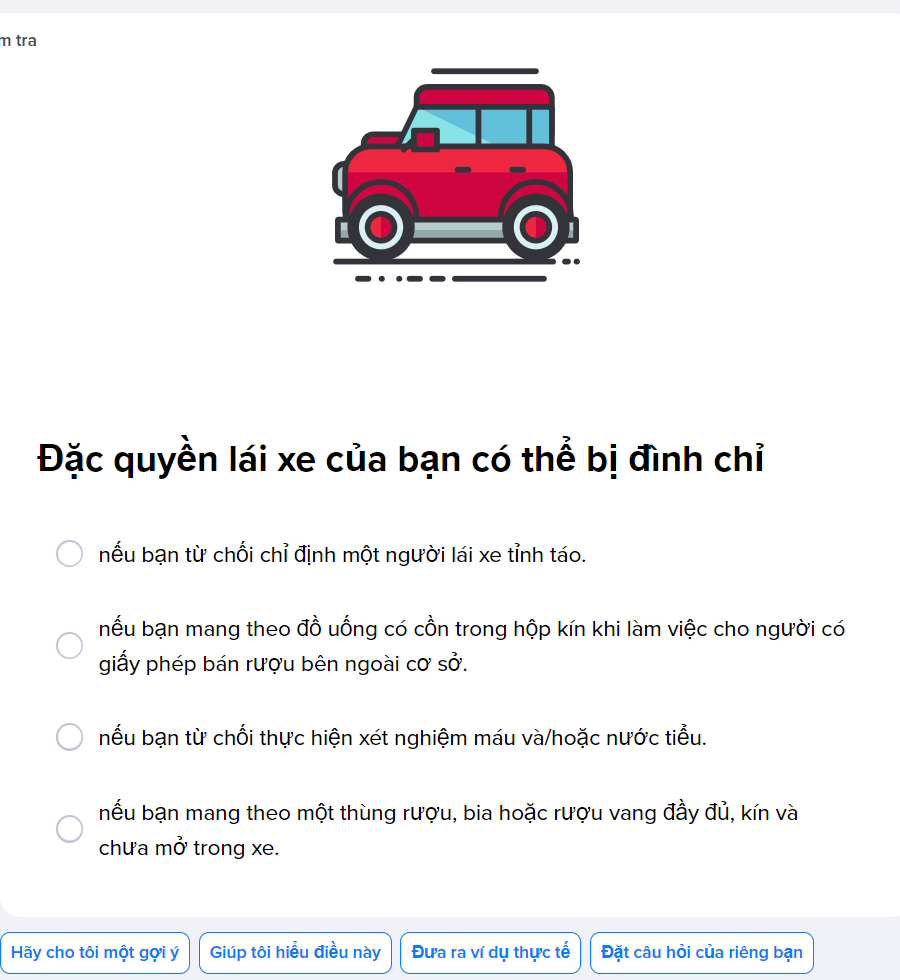 m tra
Đặc quyền lái xe của bạn có thể bị đình chỉ
nếu bạn từ chối chỉ định một người lái xe tỉnh táo.
nếu bạn mang theo đồ uống có cồn trong hộp kín khi làm việc cho người có
giấy phép bán rượu bên ngoài cơ sở.
nếu bạn từ chối thực hiện xét nghiệm máu và/hoặc nước tiểu.
nếu bạn mang theo một thùng rượu, bia hoặc rượu vang đầy đủ, kín và
chưa mở trong xe.
Hãy cho tôi một gợi ý Giúp tôi hiểu điều này Đưa ra ví dụ thực tế Đặt câu hỏi của riêng bạn